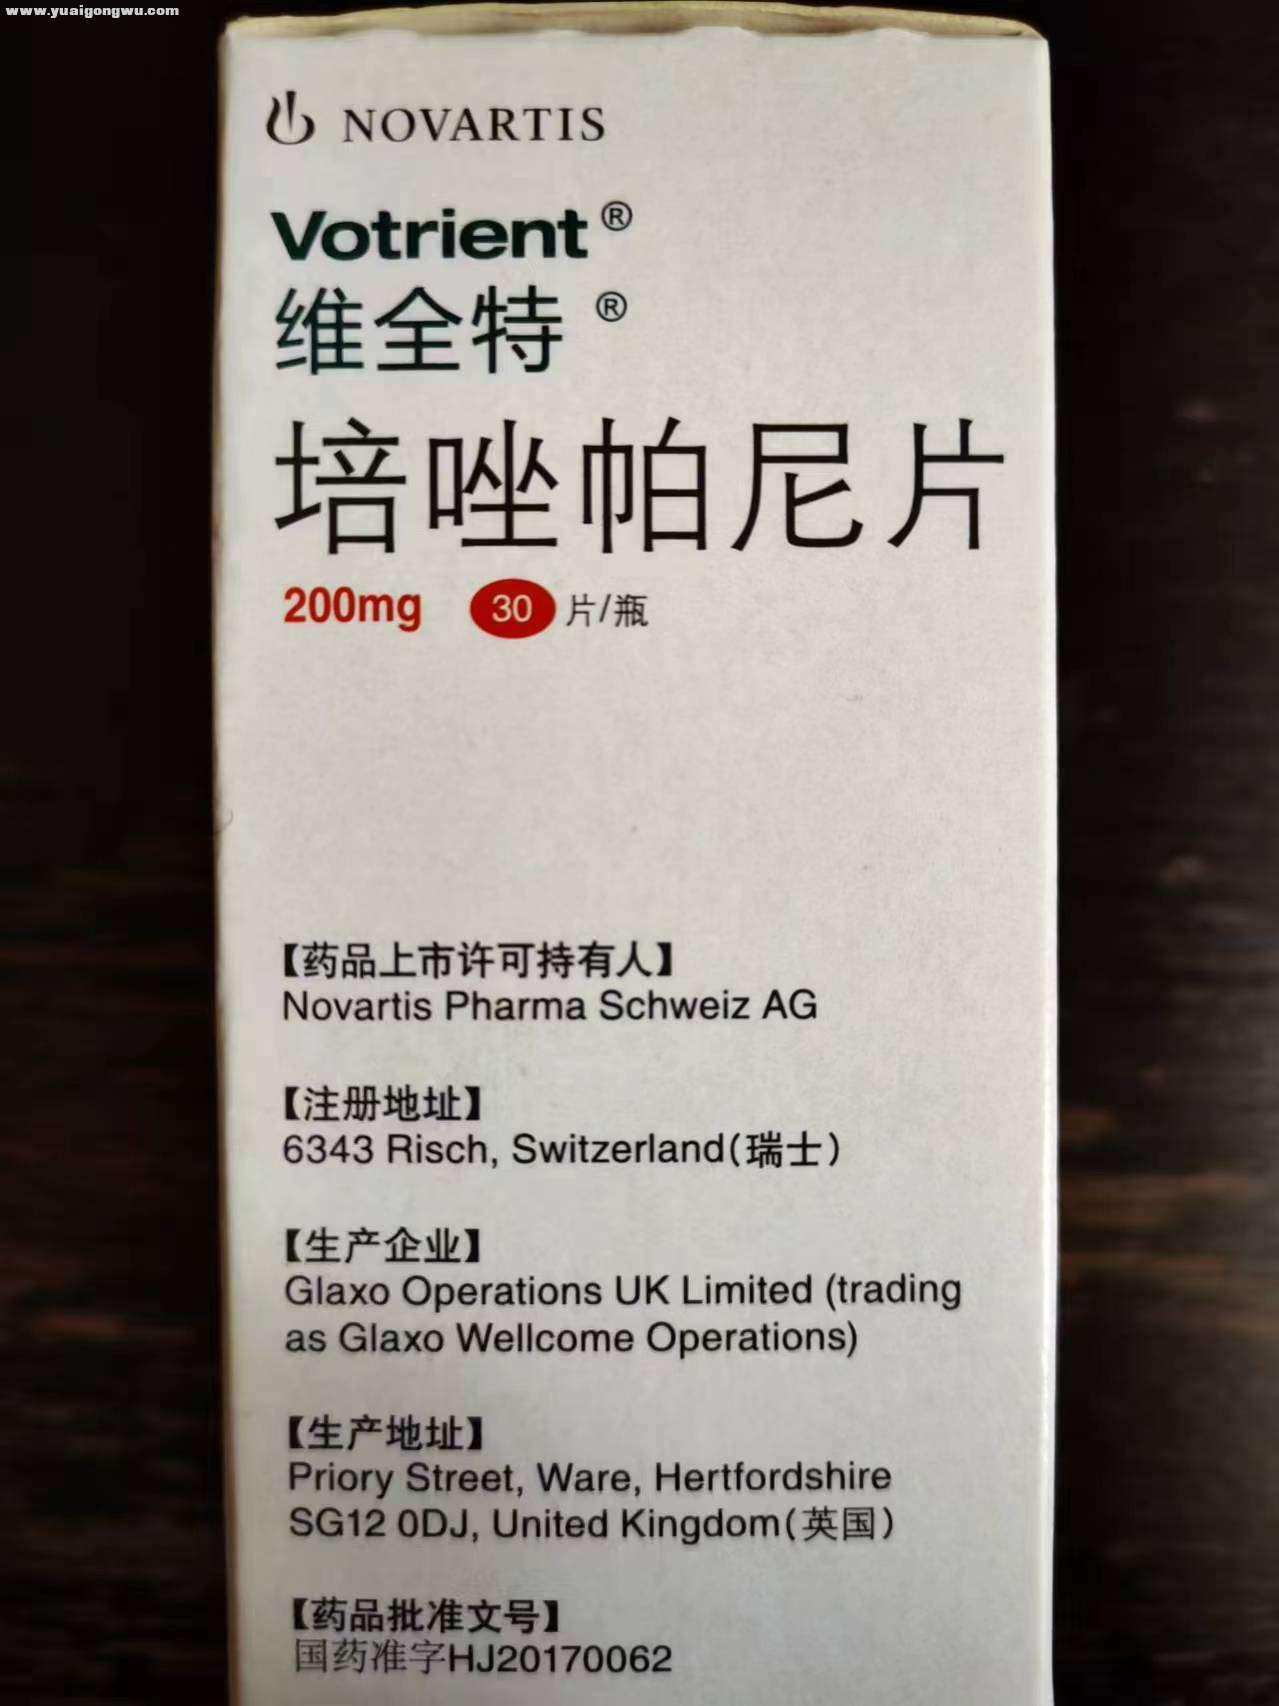 www.yuaigongwu.com
NOVARTIS
Votrient®
维全特®
培唑帕尼片
200mg 30 片/瓶
【药品上市许可持有人】
Novartis Pharma Schweiz AG
【注册地址】
6343 Risch, Switzerland(瑞士)
【生产企业】
Glaxo Operations UK Limited (trading
as Glaxo Wellcome Operations)
【生产地址】
Priory Street, Ware, Hertfordshire
SG12 0DJ, United Kingdom(英国)
【药品批准文号】
国药准字HJ20170062